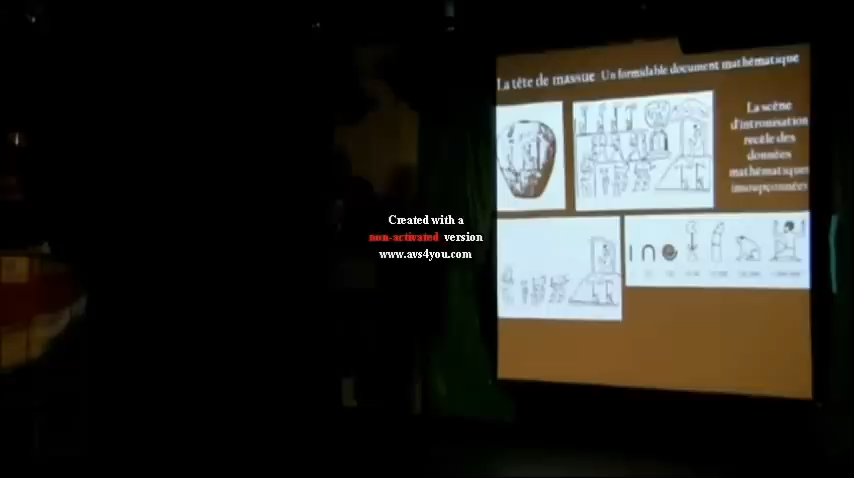 La tête de massue Un formidable document mathématique
La scène
d'intronisation
recèle des
données
mathématiques
insoupçonnées
Created with a
non-activated version
www.avs4you.com